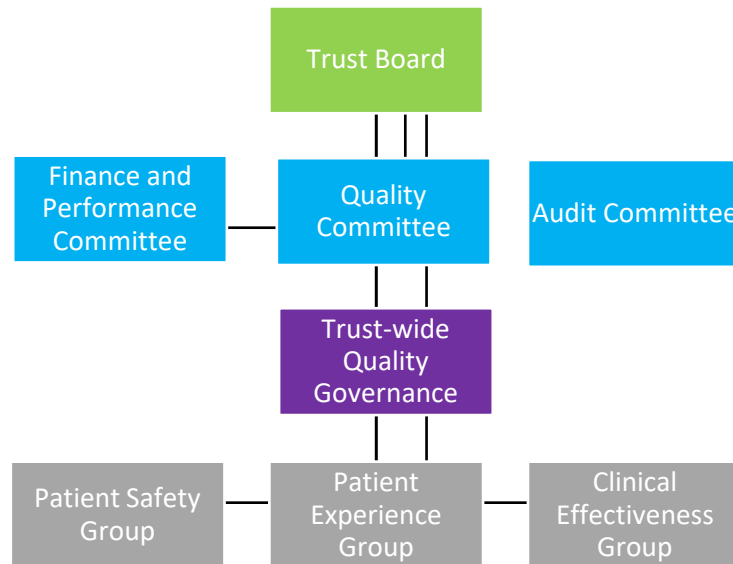 Trust Board
Finance and
Performance
Committee
Quality
Committee
Audit Committee
Trust-wide
Quality
Governance
Patient Safety
Group
Patient
Experience
Group
Clinical
Effectiveness
Group